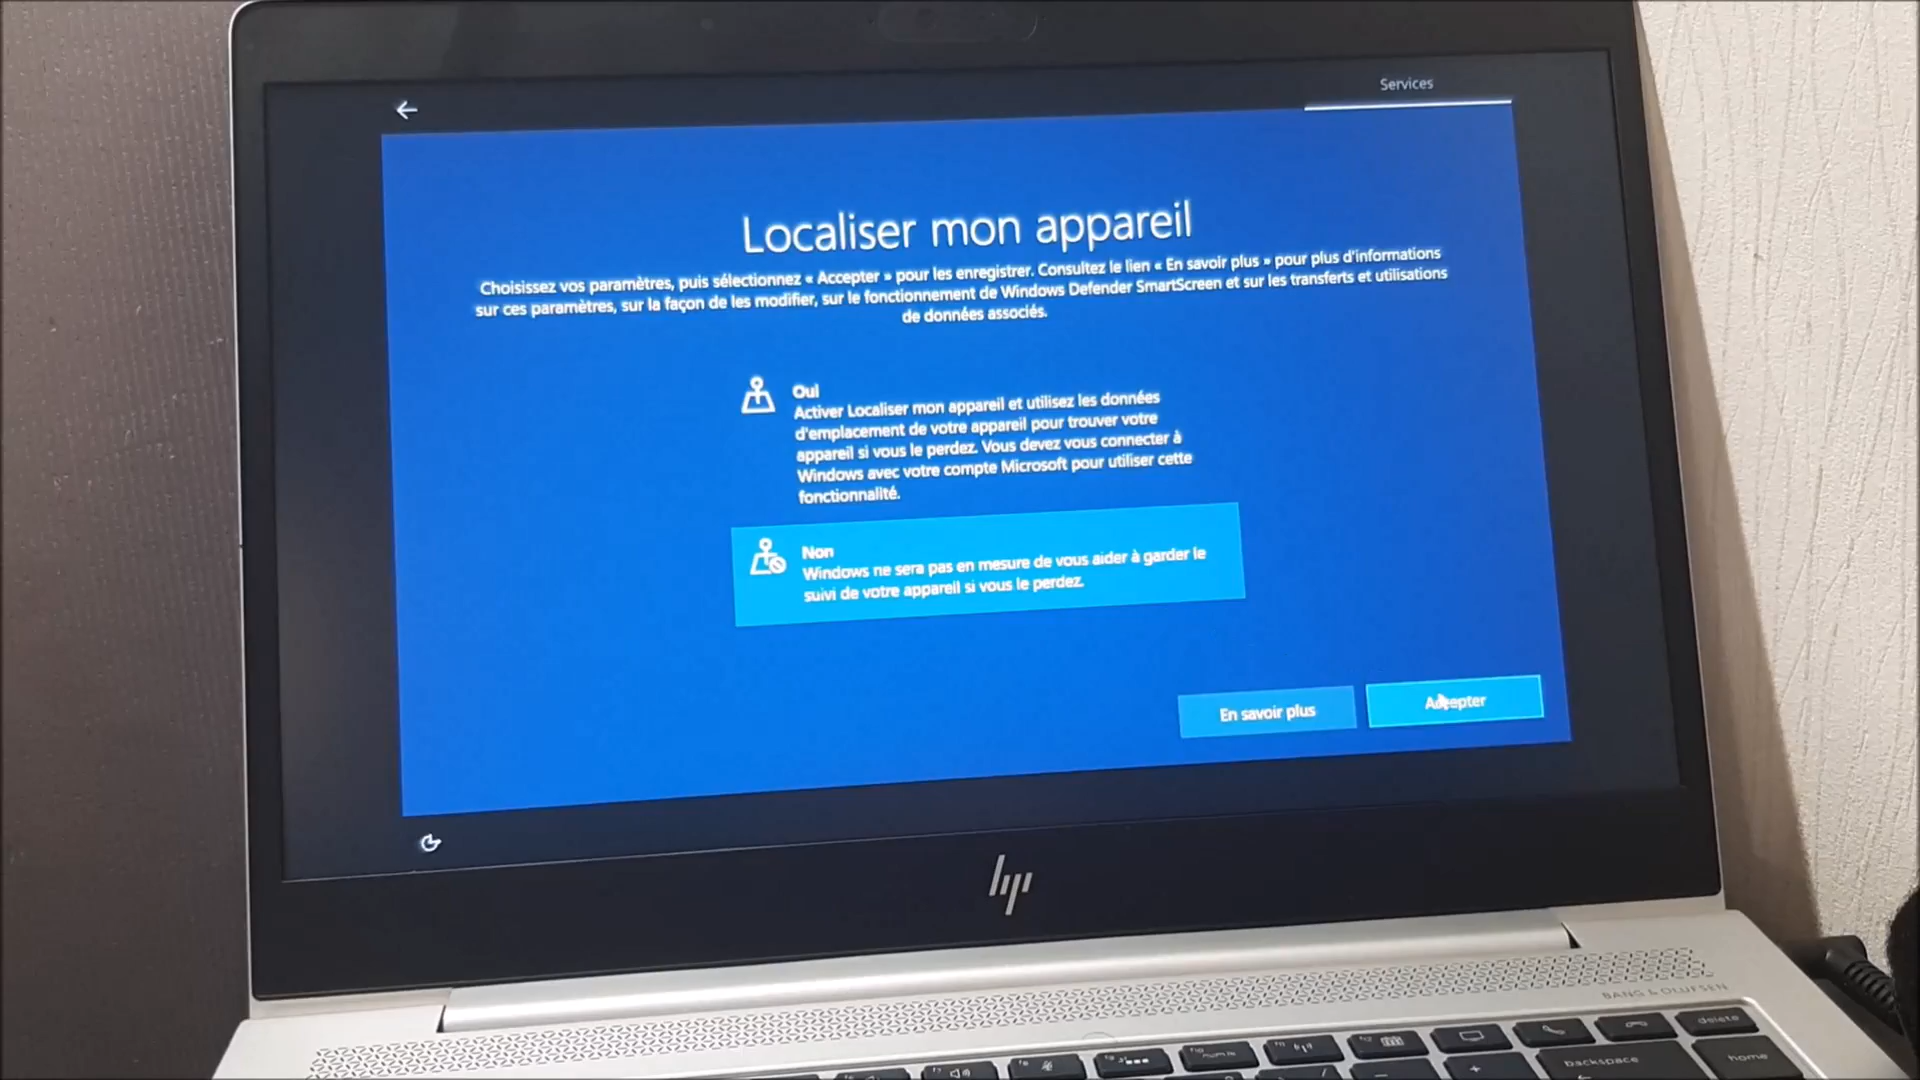 Services
Localiser mon appareil
Choisissez vos paramètres, puis sélectionnez « Accepter » pour les enregistrer. Consultez le lien « En savoir plus » pour plus d'informations
sur ces paramètres, sur la façon de les modifier, sur le fonctionnement de Windows Defender SmartScreen et sur les transferts et utilisations
de données associés.
Oui
Activer Localiser mon appareil et utilisez les données
d'emplacement de votre appareil pour trouver votre
appareil si vous le perdez. Vous devez vous connecter à
Windows avec votre compte Microsoft pour utiliser cette
fonctionnalité.
Non
Windows ne sera pas en mesure de vous aider à garder le
suivi de votre appareil si vous le perdez.
En savoir plus
Accepter
hp
BANG & OLUFSEN
delete
backspace
home